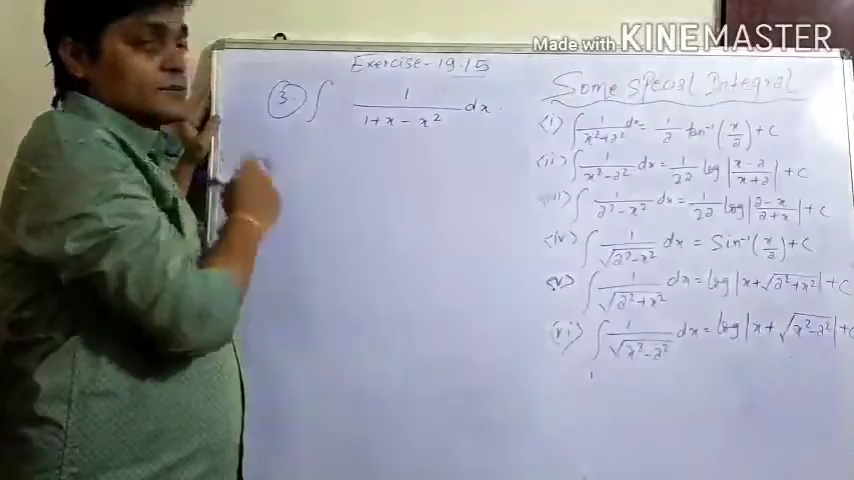 Made with KINEMASTER
Exercise-19.15
③ ∫ 1/(1+x-x²) dx
Some special Integral
(i) ∫ 1/(x²+a²) dx = 1/a tan⁻¹(x/a)+C
(ii) ∫ 1/(x²-a²) dx = 1/2a log|(x-a)/(x+a)|+C
(iii) ∫ 1/(a²-x²) dx = 1/2a log|(a-x)/(a+x)|+C
(iv) ∫ 1/√(a²-x²) dx = Sin⁻¹(x/a)+C
(v) ∫ 1/√(a²+x²) dx = log|x+√(a²+x²)|+C
(vi) ∫ 1/√(x²-a²) dx = log|x+√(x²-a²)|+C